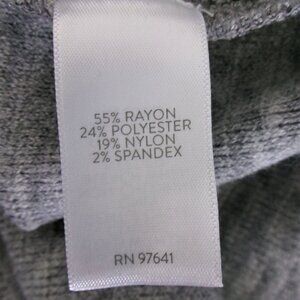 55% RAYON
24% POLYESTER
19% NYLON
2% SPANDEX
RN 97641